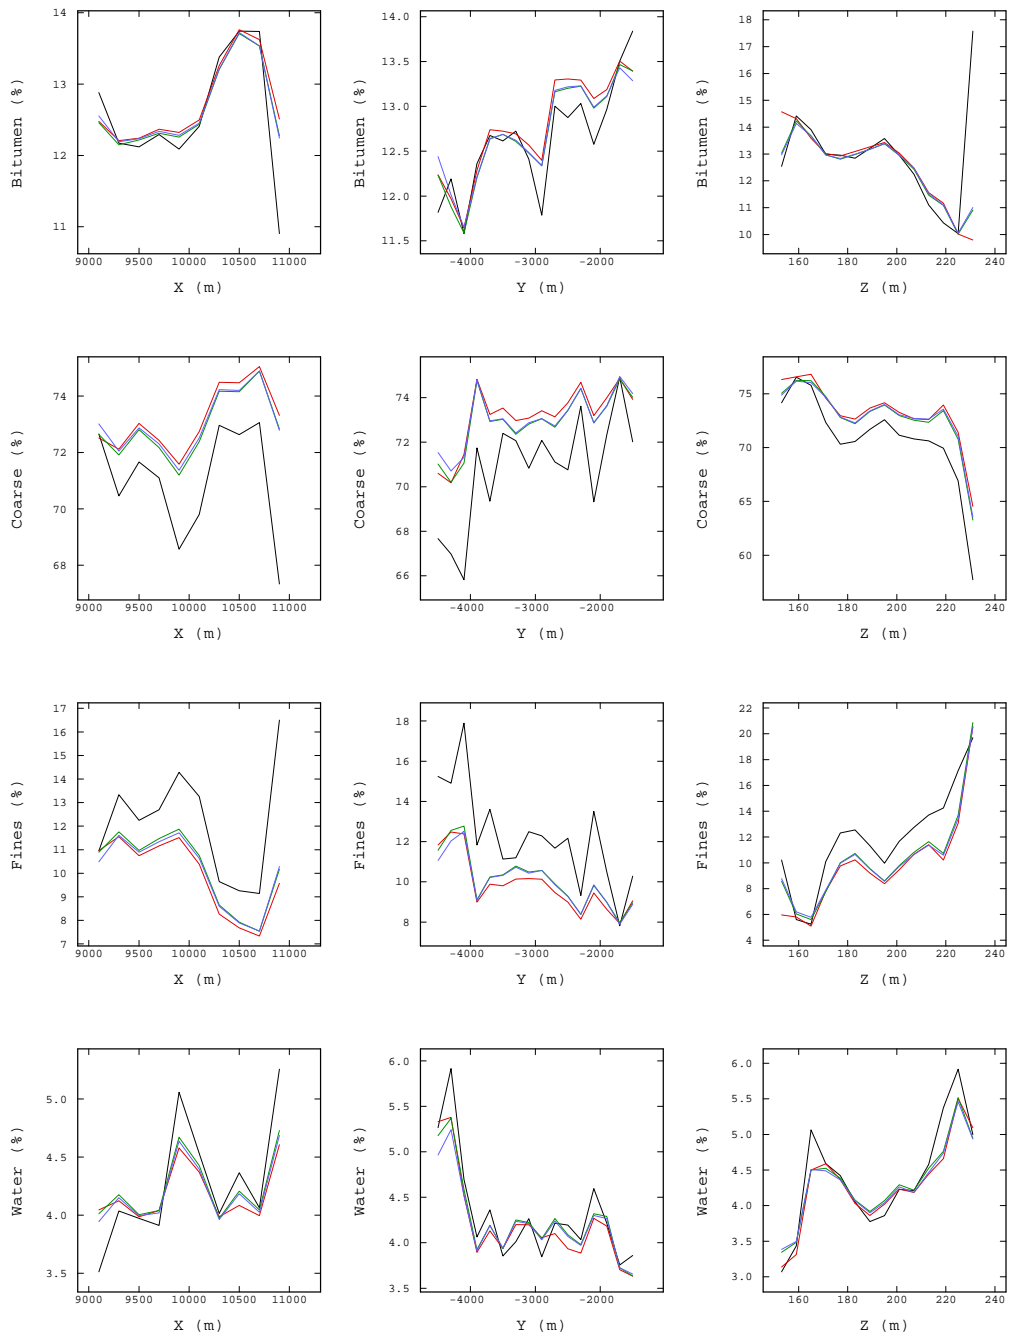 14
13
12
11
Bitumen (%)
9000 9500 10000 10500 11000
X (m)
14.0
13.5
13.0
12.5
12.0
11.5
Bitumen (%)
-4000 -3000 -2000
Y (m)
18
17
16
15
14
13
12
11
10
Bitumen (%)
160 180 200 220 240
Z (m)
74
72
70
68
Coarse (%)
9000 9500 10000 10500 11000
X (m)
74
72
70
68
66
Coarse (%)
-4000 -3000 -2000
Y (m)
75
70
65
60
Coarse (%)
160 180 200 220 240
Z (m)
17
16
15
14
13
12
11
10
9
8
7
Fines (%)
9000 9500 10000 10500 11000
X (m)
18
16
14
12
10
8
Fines (%)
-4000 -3000 -2000
Y (m)
22
20
18
16
14
12
10
8
6
4
Fines (%)
160 180 200 220 240
Z (m)
5.0
4.5
4.0
3.5
Water (%)
9000 9500 10000 10500 11000
X (m)
6.0
5.5
5.0
4.5
4.0
3.5
Water (%)
-4000 -3000 -2000
Y (m)
6.0
5.5
5.0
4.5
4.0
3.5
3.0
Water (%)
160 180 200 220 240
Z (m)